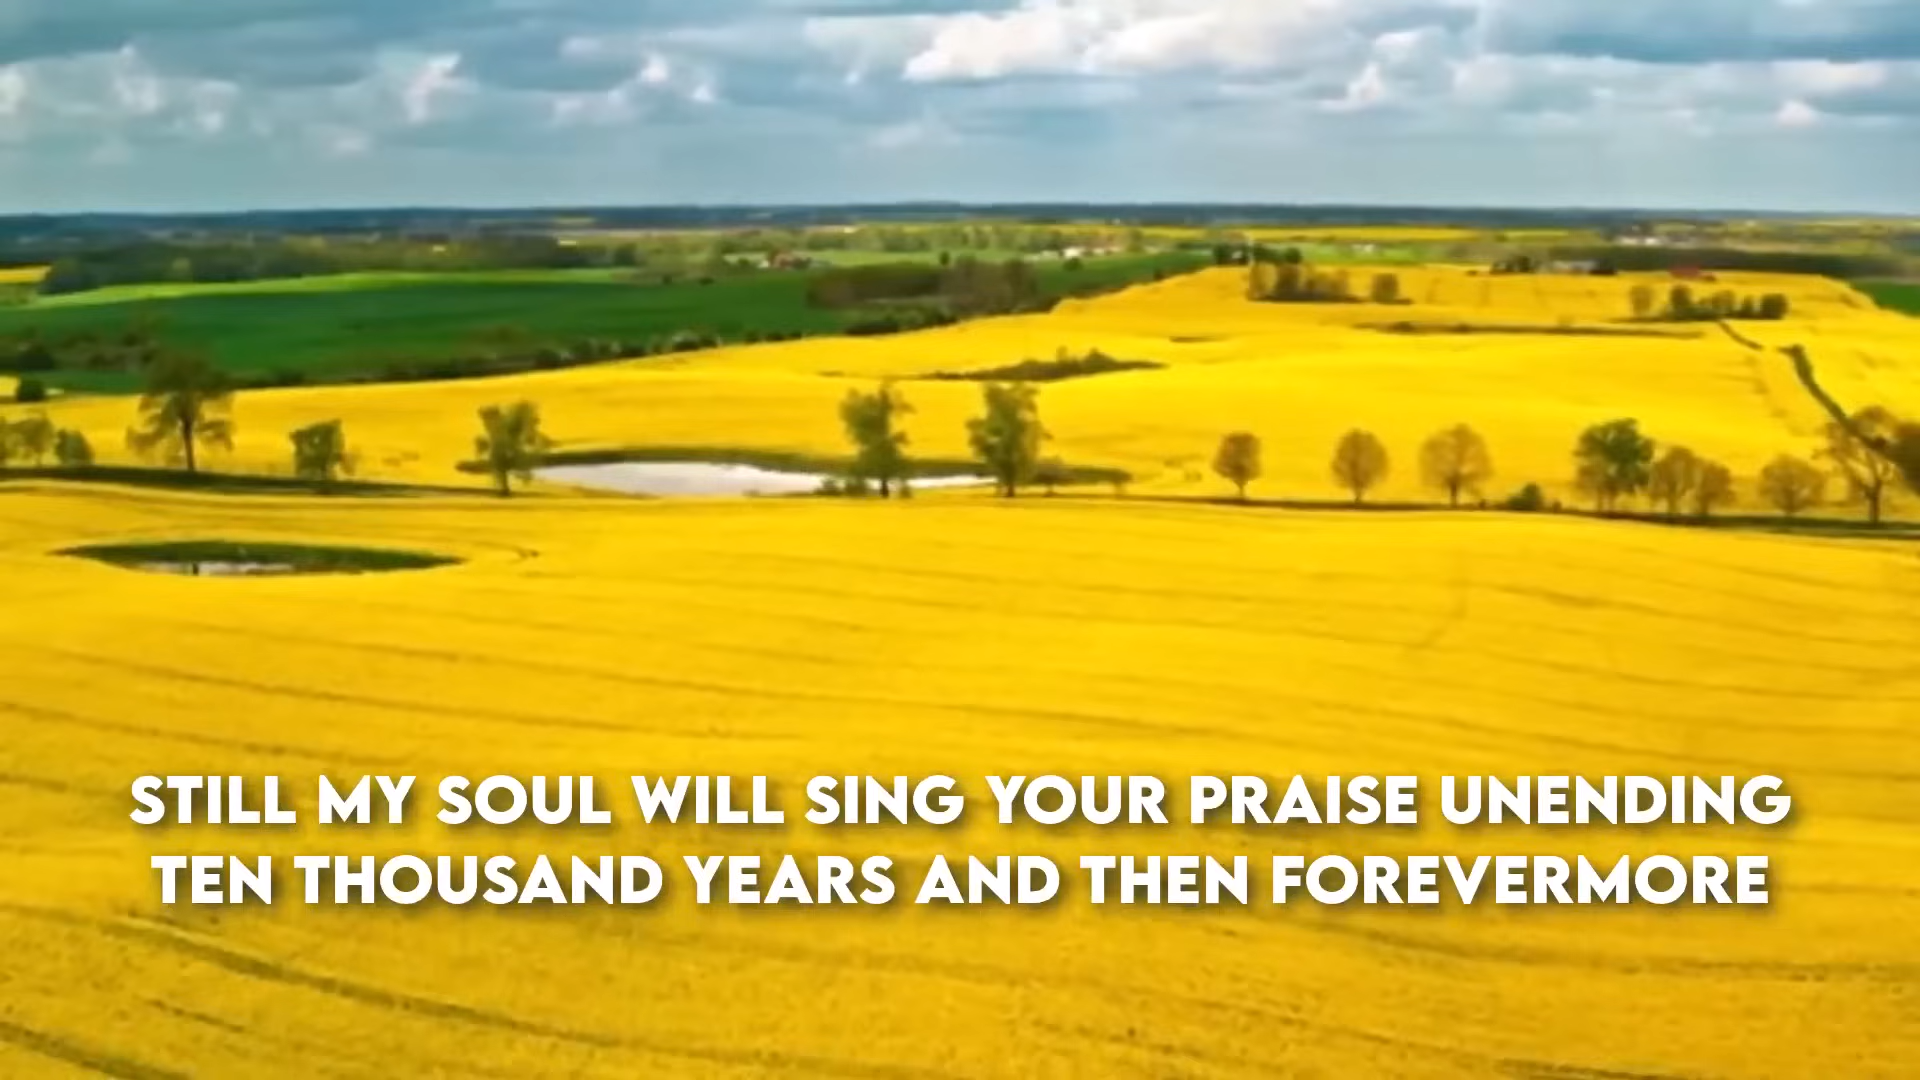 STILL MY SOUL WILL SING YOUR PRAISE UNENDING
TEN THOUSAND YEARS AND THEN FOREVERMORE